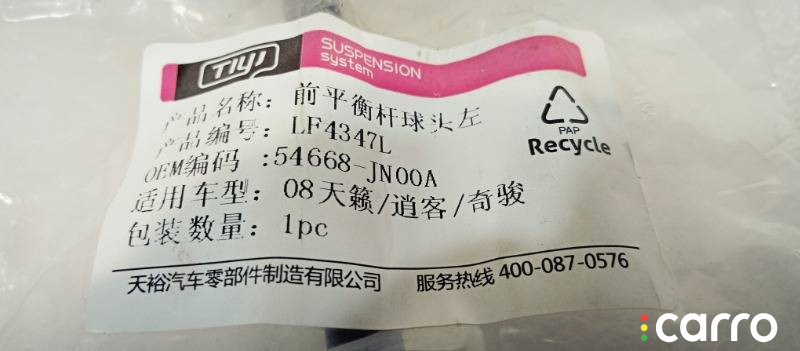 TIYI
SUSPENSION
system
产品名称：前平衡杆球头左
产品编号：LF4347L
OEM编码：54668-JN00A
适用车型：08天籁/逍客/奇骏
包装数量：1pc
PAP
Recycle
天裕汽车零部件制造有限公司 服务热线 400-087-0576
carro